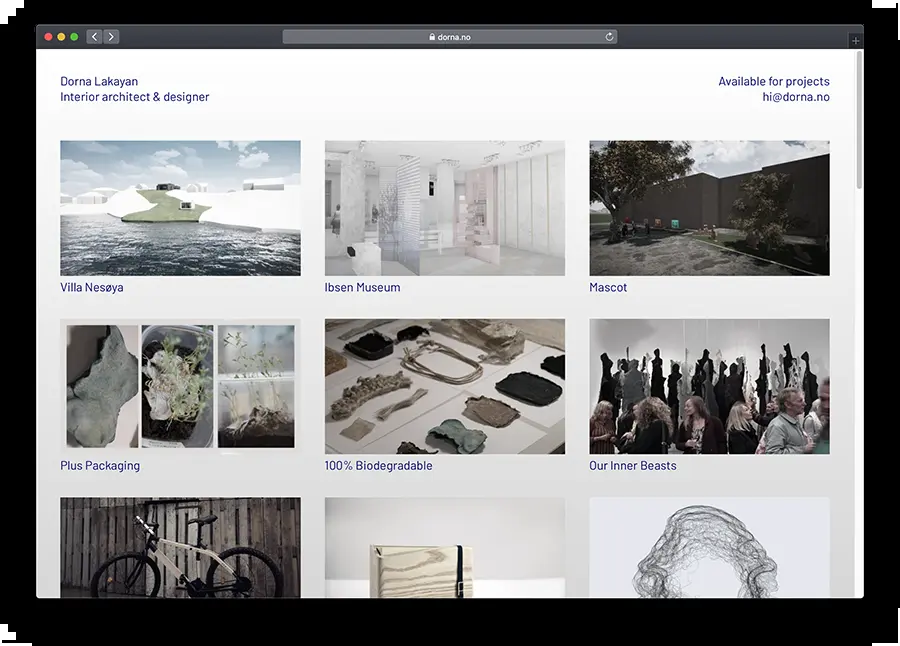 dorna.no
Dorna Lakayan
Interior architect & designer
Available for projects
hi@dorna.no
Villa Nesøya
Ibsen Museum
Mascot
Plus Packaging
100% Biodegradable
Our Inner Beasts